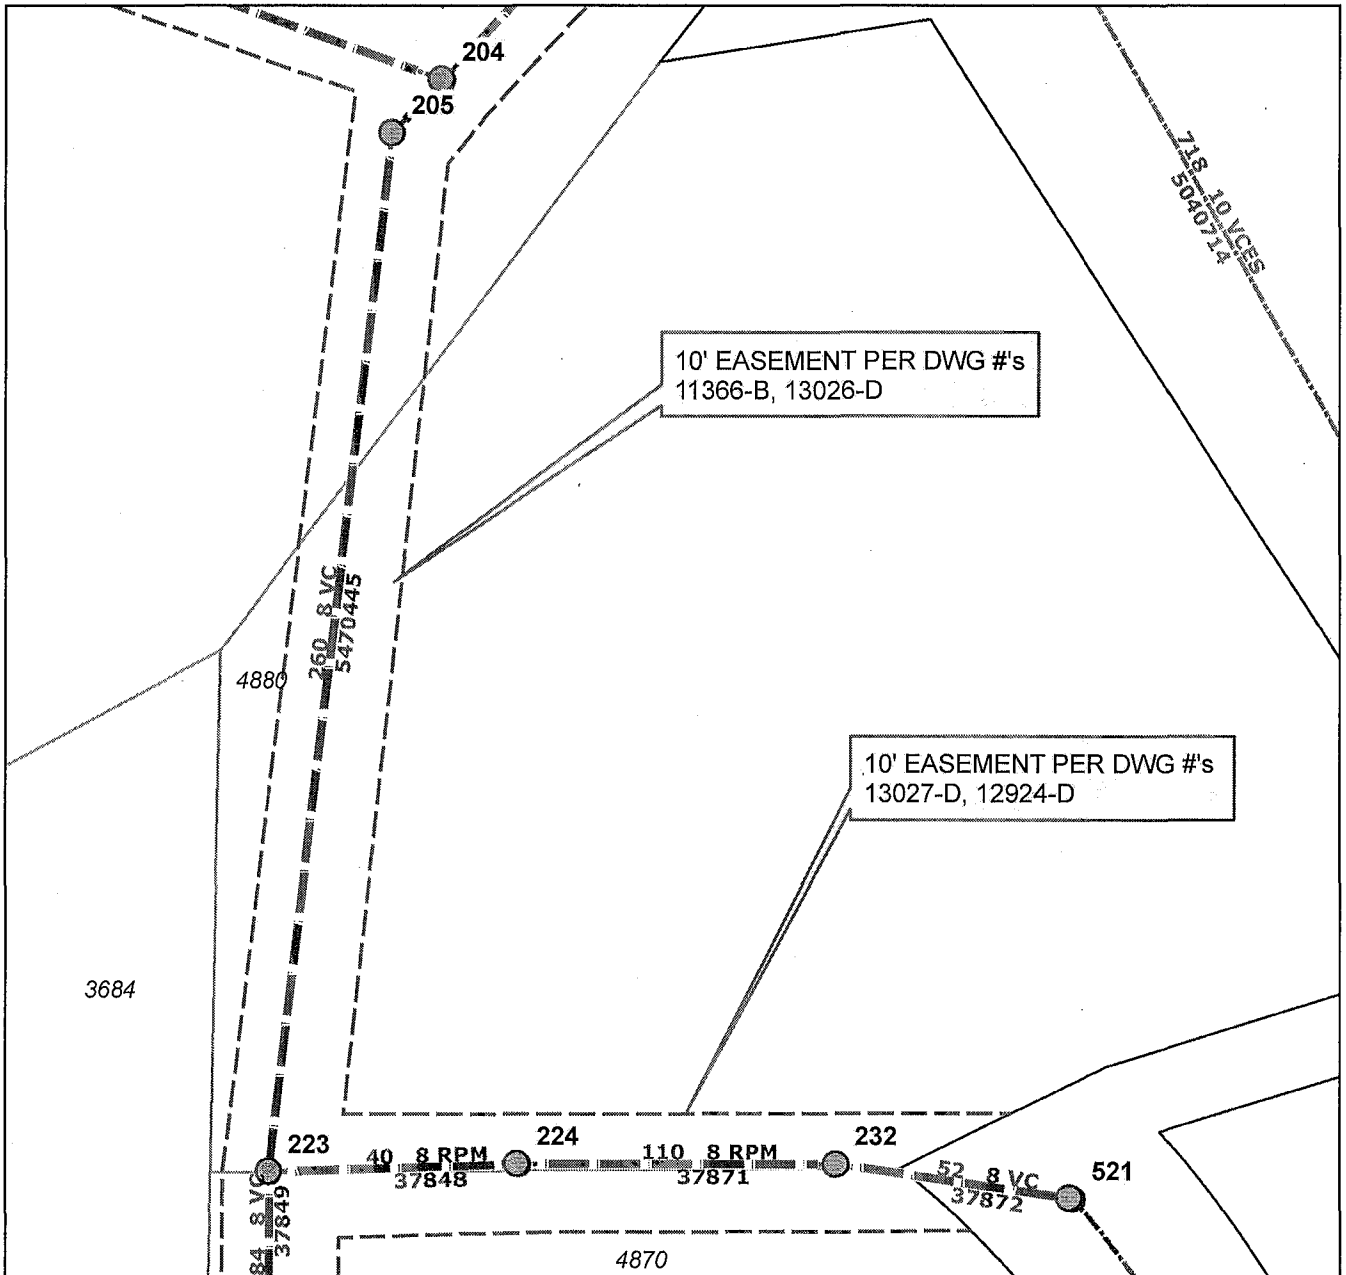 204
205
718 10 VCES
5040714
10' EASEMENT PER DWG #'s
11366-B, 13026-D
260 8 VC
5470445
4880
10' EASEMENT PER DWG #'s
13027-D, 12924-D
3684
223
40 8 RPM
37848
224
110 8 RPM
37871
232
52 8 VC
37872
521
84 8 VC
37849
4870